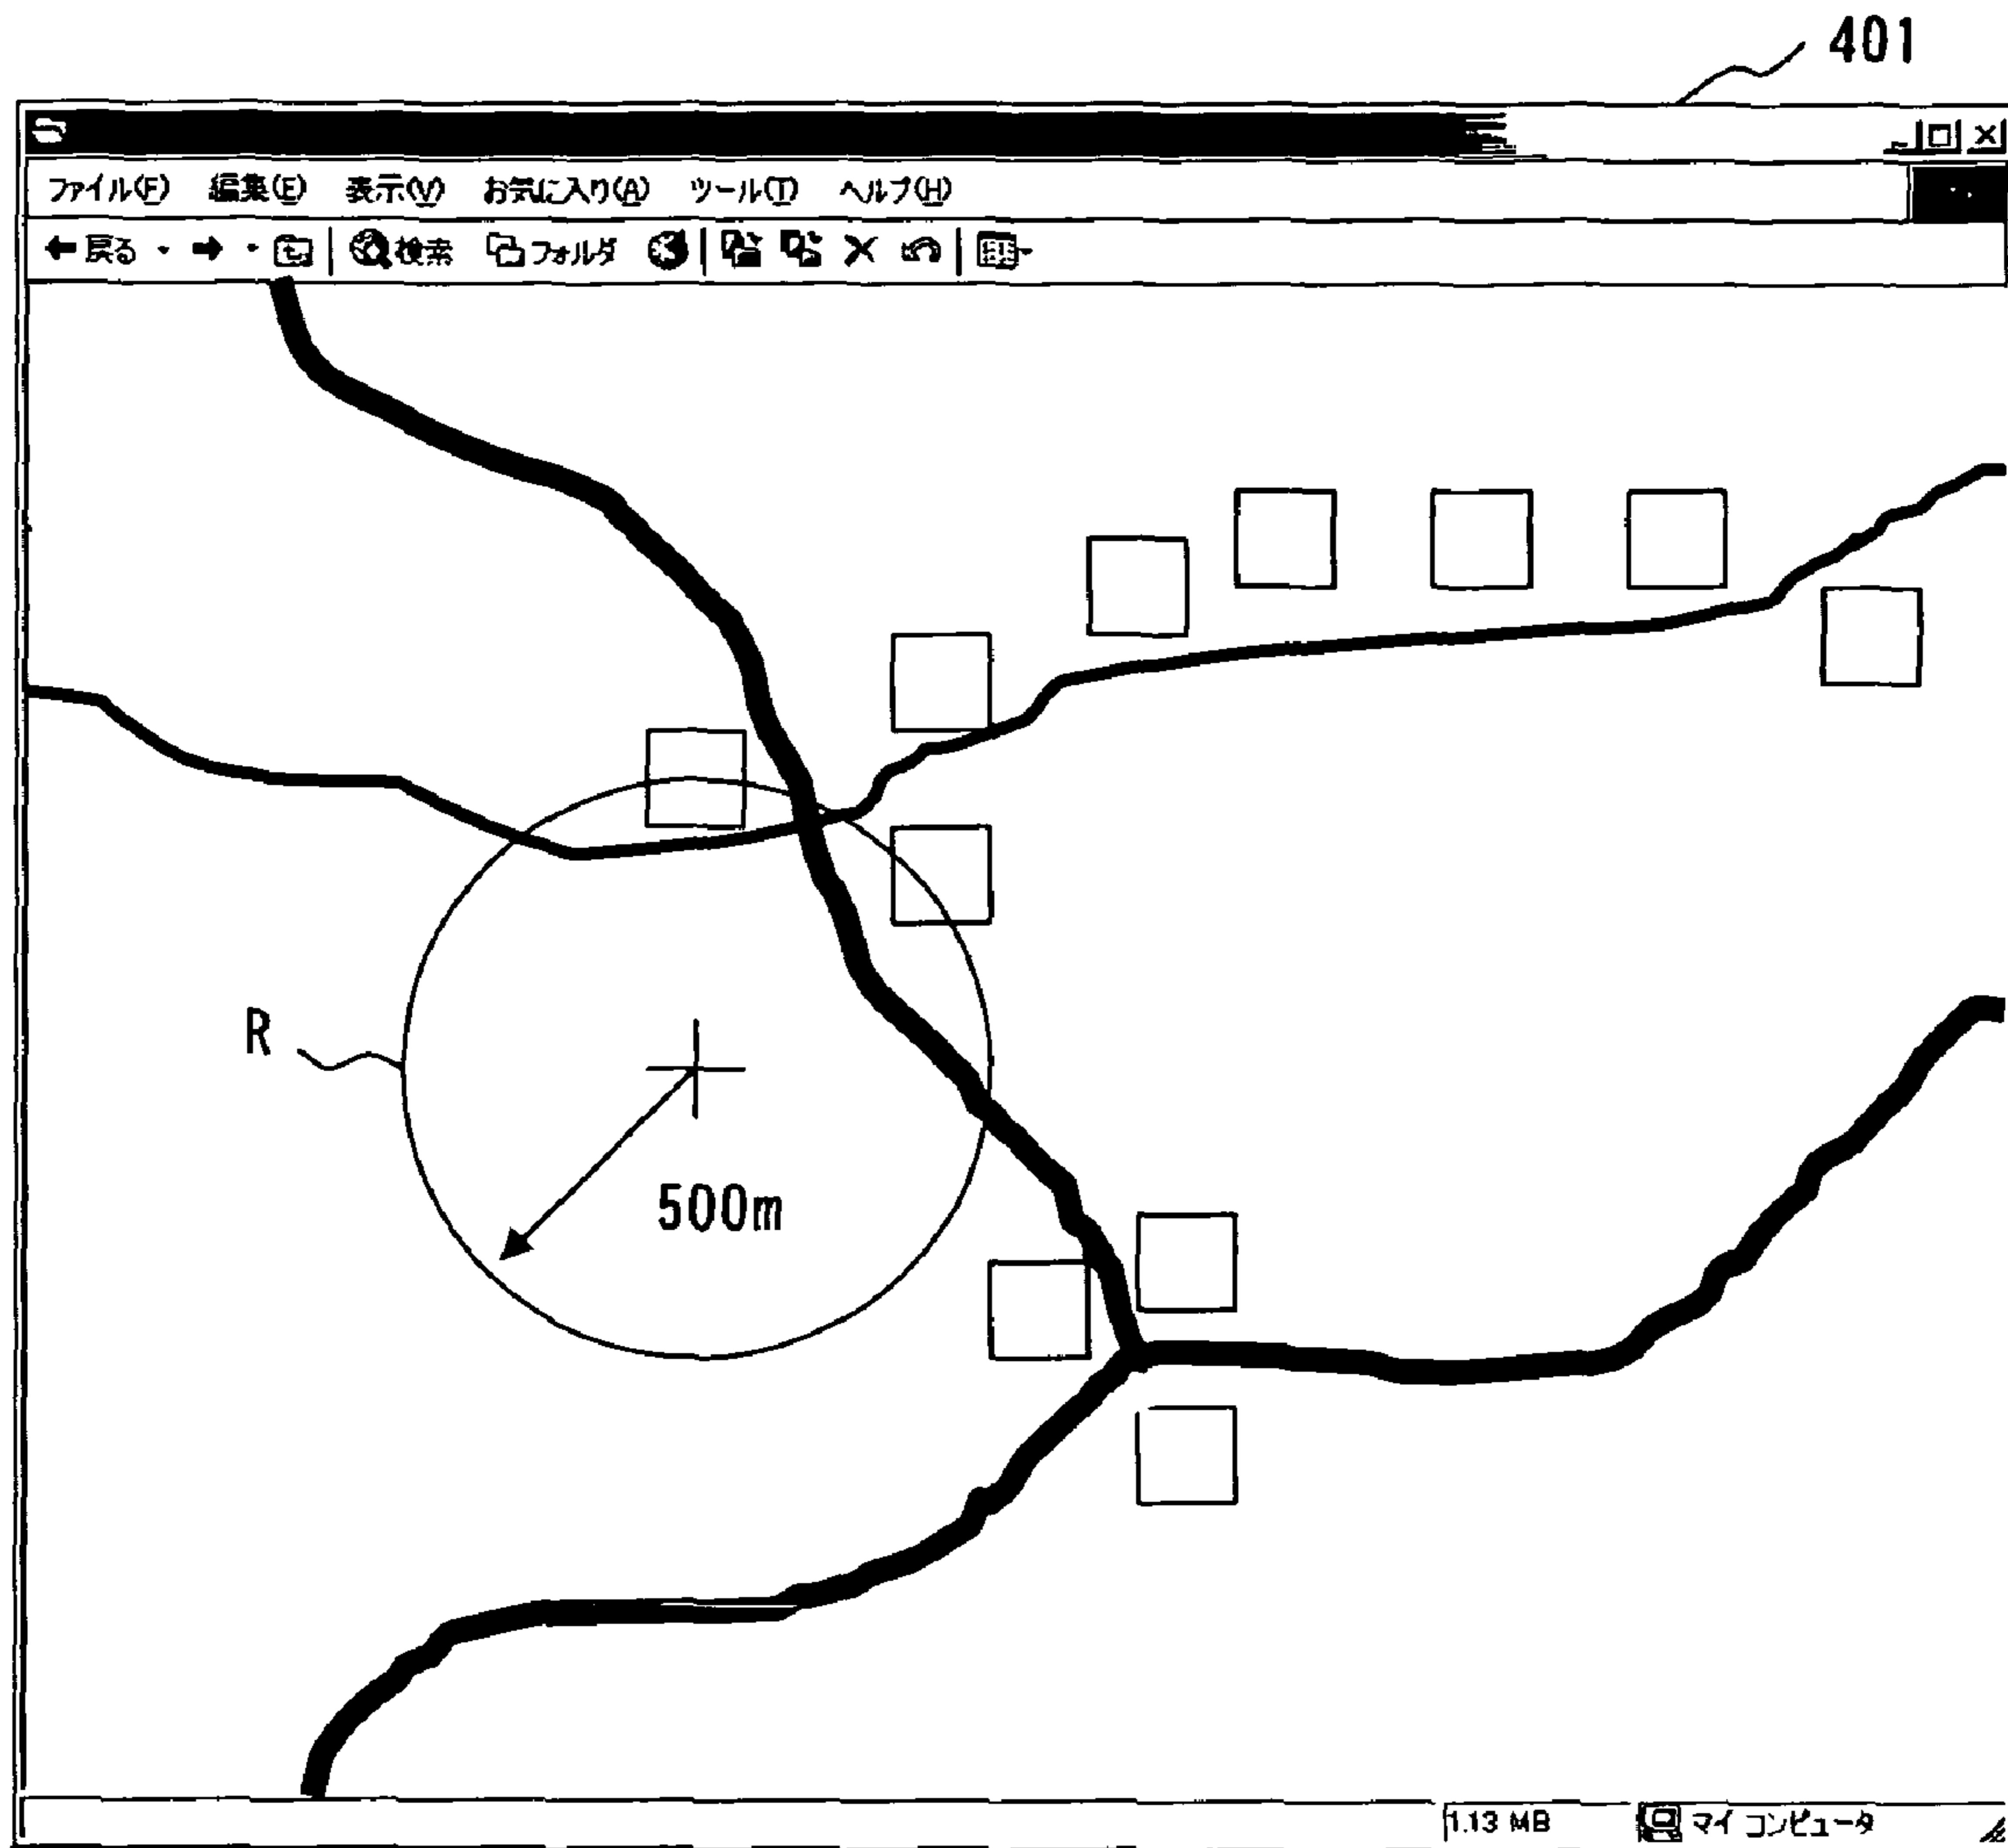 401
ファイル(F) 編集(E) 表示(V) お気に入り(A) ツール(T) ヘルプ(H)
戻る 検索 フォルダ
R
500m
1.13 MB マイ コンピュータ